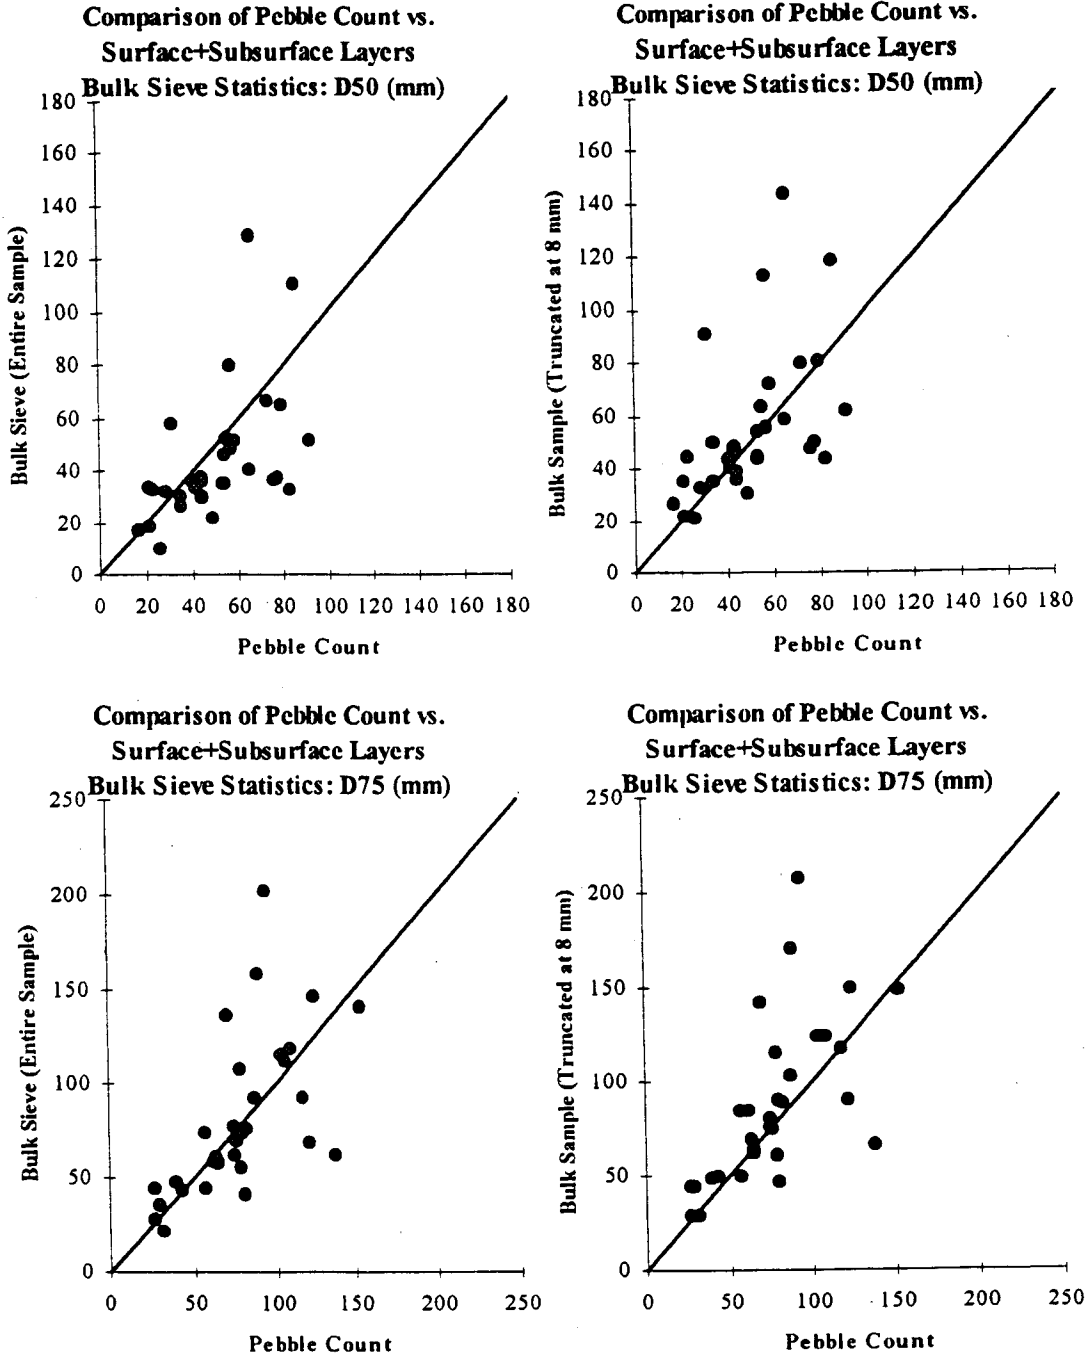 Comparison of Pebble Count vs.
Surface+Subsurface Layers
Bulk Sieve Statistics: D50 (mm)
180
160
140
120
100
80
60
40
20
0
Bulk Sieve (Entire Sample)
0 20 40 60 80 100 120 140 160 180
Pebble Count
Comparison of Pebble Count vs.
Surface+Subsurface Layers
Bulk Sieve Statistics: D50 (mm)
180
160
140
120
100
80
60
40
20
0
Bulk Sample (Truncated at 8 mm)
0 20 40 60 80 100 120 140 160 180
Pebble Count
Comparison of Pebble Count vs.
Surface+Subsurface Layers
Bulk Sieve Statistics: D75 (mm)
250
200
150
100
50
0
Bulk Sieve (Entire Sample)
0 50 100 150 200 250
Pebble Count
Comparison of Pebble Count vs.
Surface+Subsurface Layers
Bulk Sieve Statistics: D75 (mm)
250
200
150
100
50
0
Bulk Sample (Truncated at 8 mm)
0 50 100 150 200 250
Pebble Count